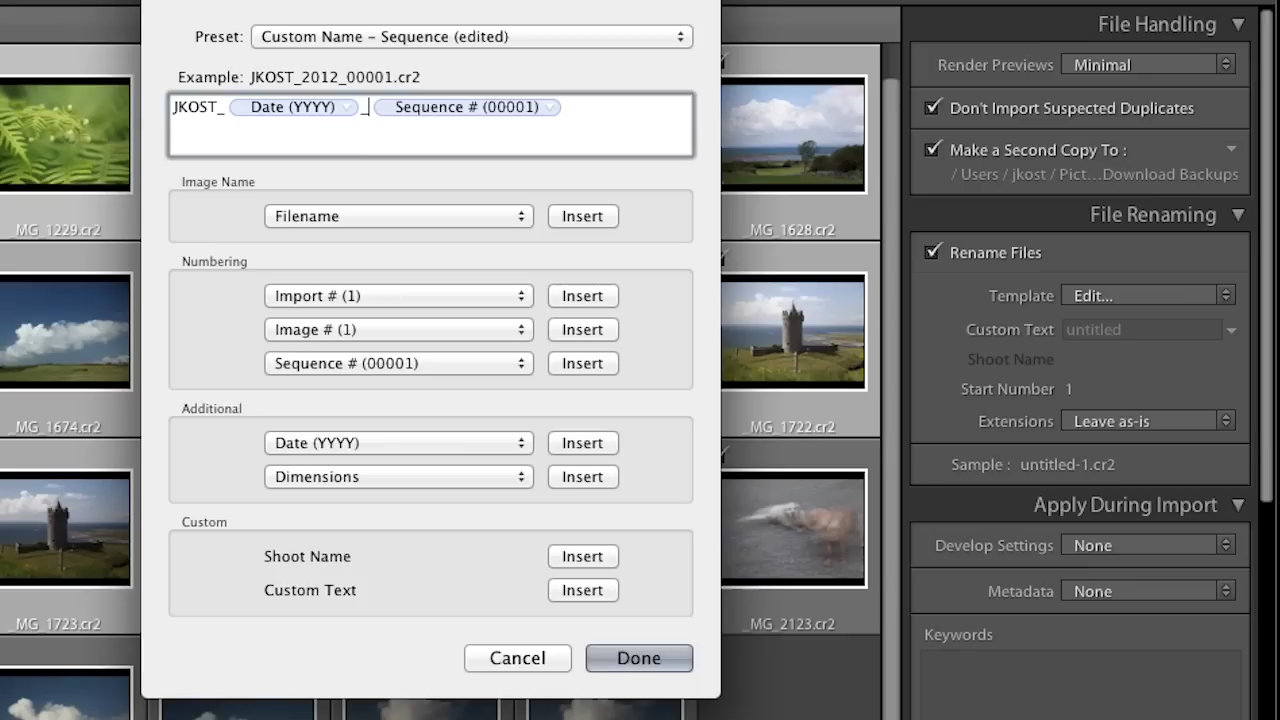 Preset: Custom Name – Sequence (edited)
Example: JKOST_2012_00001.cr2
JKOST_ Date (YYYY) _ Sequence # (00001)
Image Name
Filename Insert
Numbering
Import # (1) Insert
Image # (1) Insert
Sequence # (00001) Insert
Additional
Date (YYYY) Insert
Dimensions Insert
Custom
Shoot Name Insert
Custom Text Insert
Cancel Done
_MG_1229.cr2
_MG_1674.cr2
_MG_1723.cr2
_MG_1628.cr2
_MG_1722.cr2
_MG_2123.cr2
File Handling
Render Previews Minimal
Don't Import Suspected Duplicates
Make a Second Copy To :
/ Users / jkost / Pict...Download Backups
File Renaming
Rename Files
Template Edit...
Custom Text untitled
Shoot Name
Start Number 1
Extensions Leave as-is
Sample : untitled-1.cr2
Apply During Import
Develop Settings None
Metadata None
Keywords